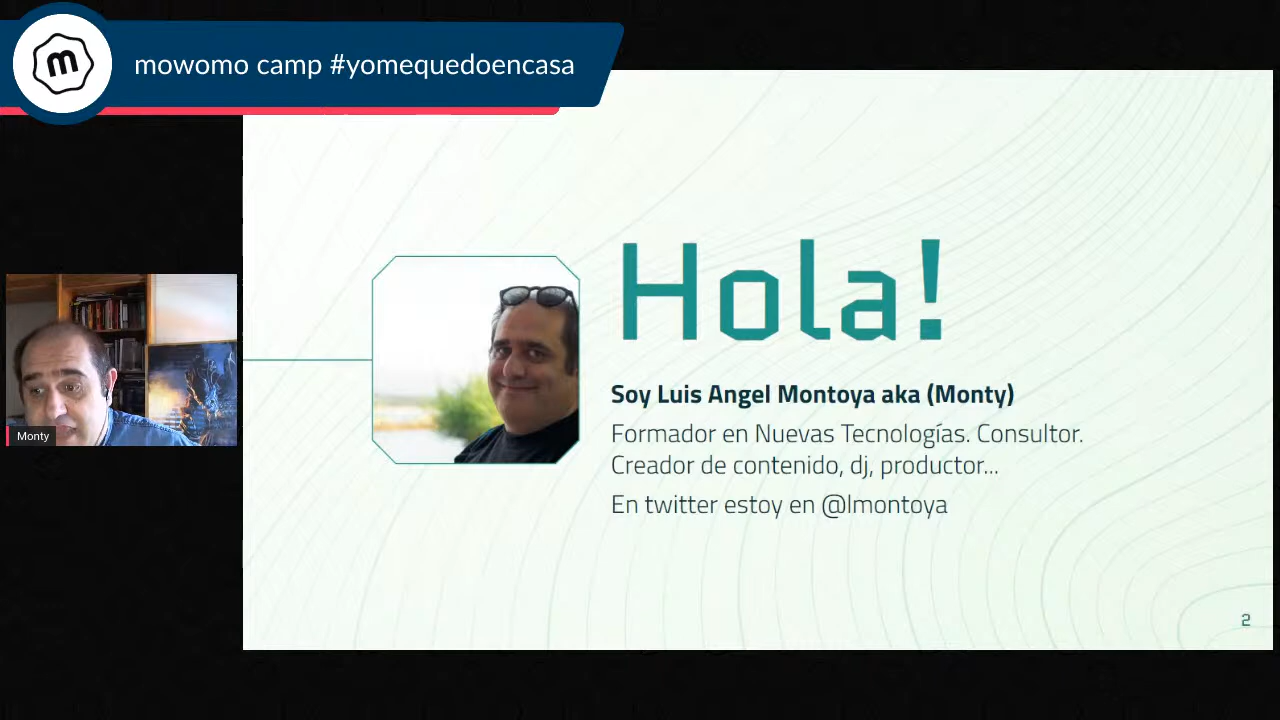 m
mowomo camp #yomequedoencasa
Hola!
Soy Luis Angel Montoya aka (Monty)
Formador en Nuevas Tecnologías. Consultor.
Creador de contenido, dj, productor...
En twitter estoy en @lmontoya
Monty
2